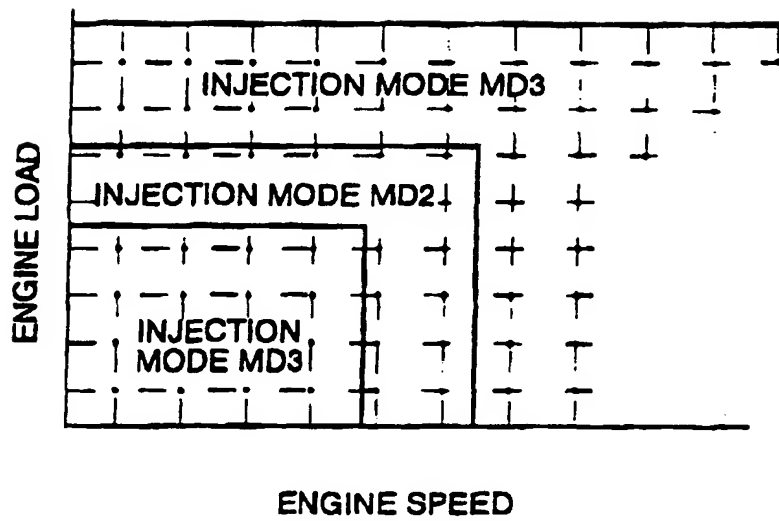 INJECTION MODE MD3
INJECTION MODE MD2
INJECTION
MODE MD3
ENGINE LOAD
ENGINE SPEED